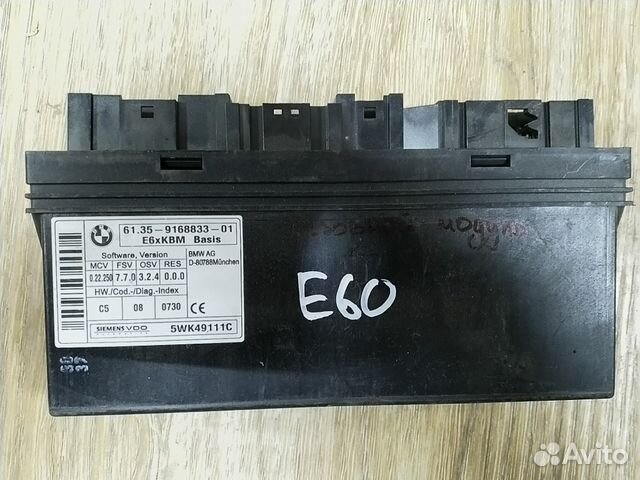 BMW
61.35-9168833-01
E6xKBM Basis
Software, Version
MCV FSV OSV RES
0.22.250 7.7.0 3.2.4 0.0.0
BMW AG
D-80788München
HW./Cod.-/Diag.-Index
C5 08 0730 CE
SIEMENS VDO
5WK49111C
E60
Avito